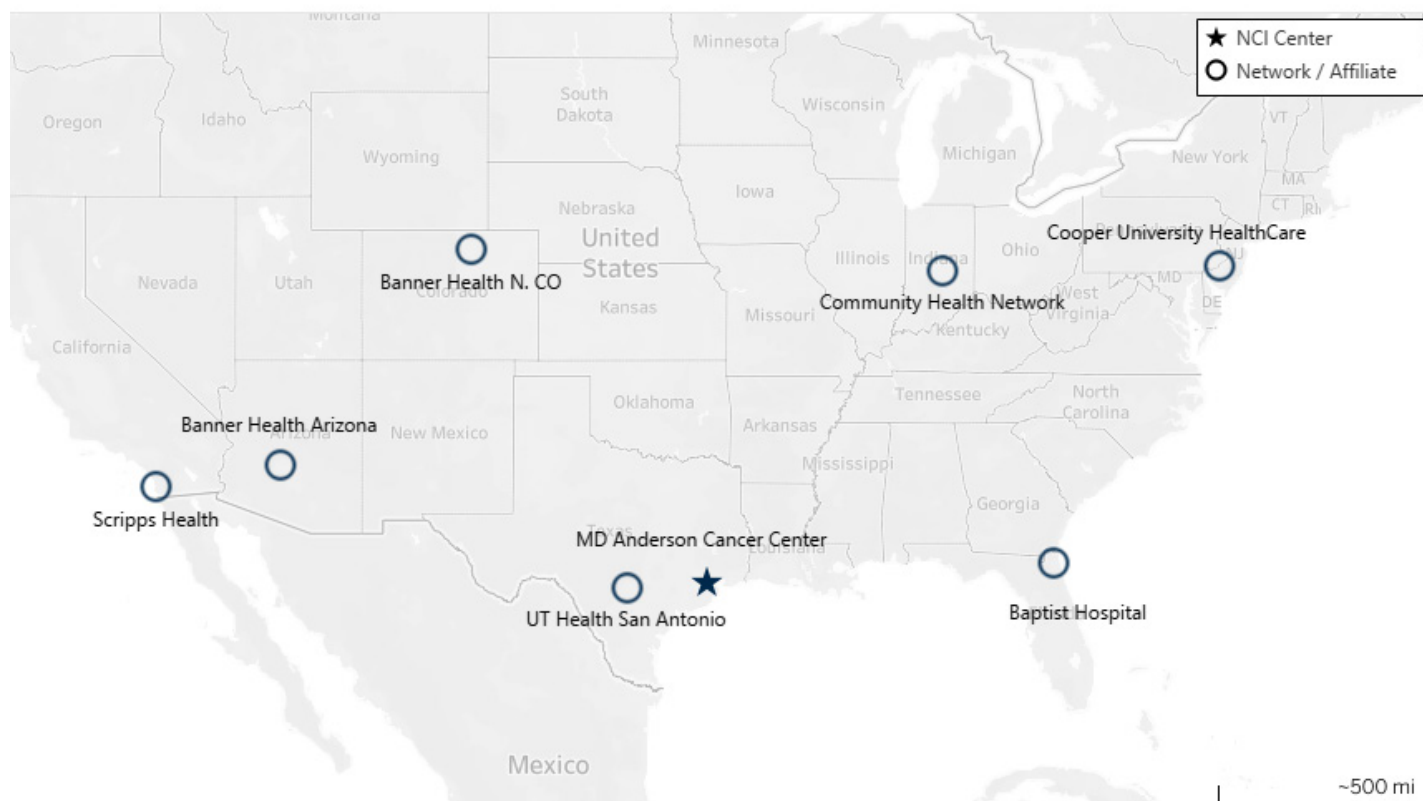 Montana
Minnesota
NCI Center
Network / Affiliate
Oregon
Idaho
South
Dakota
Wisconsin
VT
Wyoming
Michigan
New York
MA
Iowa
CT
RI
Nebraska
United
States
Cooper University HealthCare
Nevada
Utah
Illinois
Indiana
Ohio
NJ
Banner Health N. CO
Colorado
MD
Kansas
Community Health Network
West
Virginia
DE
Missouri
Kentucky
California
Oklahoma
Tennessee
North
Carolina
Banner Health Arizona
Arizona
New Mexico
Arkansas
Mississippi
Scripps Health
Georgia
Texas
MD Anderson Cancer Center
Louisiana
UT Health San Antonio
Baptist Hospital
Mexico
~500 mi